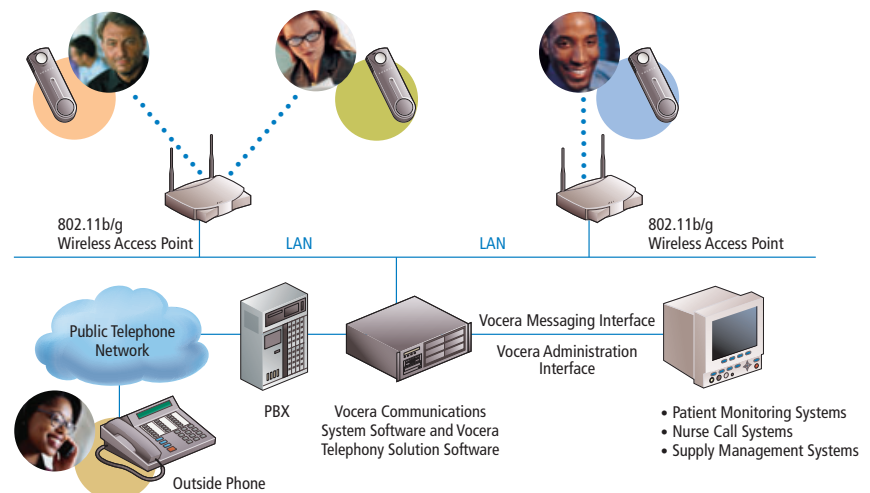 802.11b/g
Wireless Access Point
LAN
LAN
802.11b/g
Wireless Access Point
Public Telephone
Network
PBX
Vocera Communications
System Software and Vocera
Telephony Solution Software
Vocera Messaging Interface
Vocera Administration
Interface
• Patient Monitoring Systems
• Nurse Call Systems
• Supply Management Systems
Outside Phone